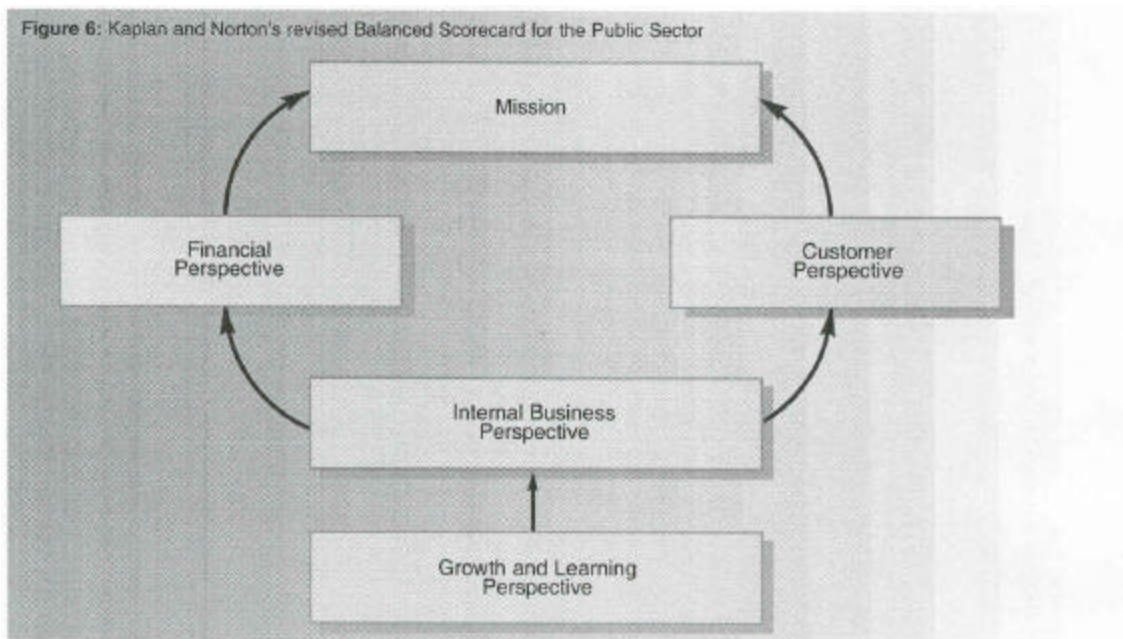 Figure 6: Kaplan and Norton's revised Balanced Scorecard for the Public Sector
Mission
Financial
Perspective
Customer
Perspective
Internal Business
Perspective
Growth and Learning
Perspective